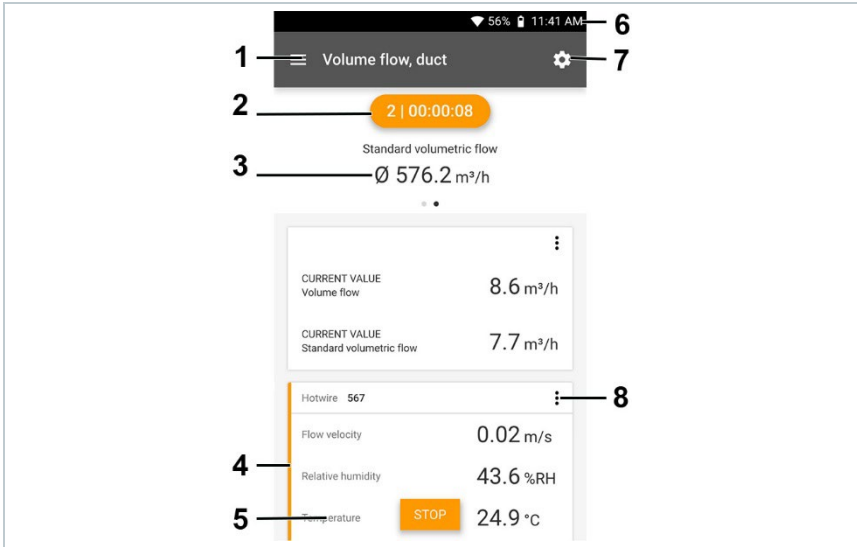 56% 11:41 AM 6
1 Volume flow, duct 7
2 2 | 00:00:08
Standard volumetric flow
3 Ø 576.2 m³/h
CURRENT VALUE
Volume flow 8.6 m³/h
CURRENT VALUE
Standard volumetric flow 7.7 m³/h
Hotwire 567 8
Flow velocity 0.02 m/s
4 Relative humidity 43.6 %RH
5 Temperature STOP 24.9 °C